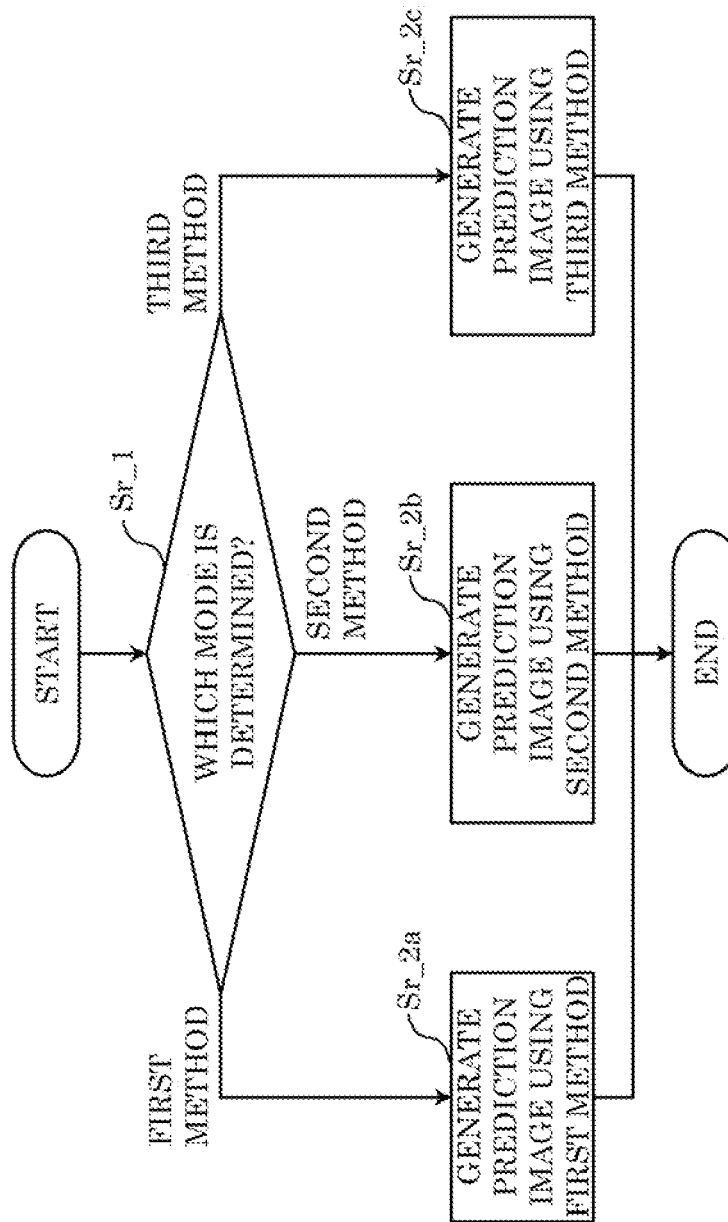 START
Sr_1
WHICH MODE IS
DETERMINED?
FIRST
METHOD
SECOND
METHOD
THIRD
METHOD
Sr_2a
GENERATE
PREDICTION
IMAGE USING
FIRST METHOD
Sr_2b
GENERATE
PREDICTION
IMAGE USING
SECOND METHOD
Sr_2c
GENERATE
PREDICTION
IMAGE USING
THIRD METHOD
END